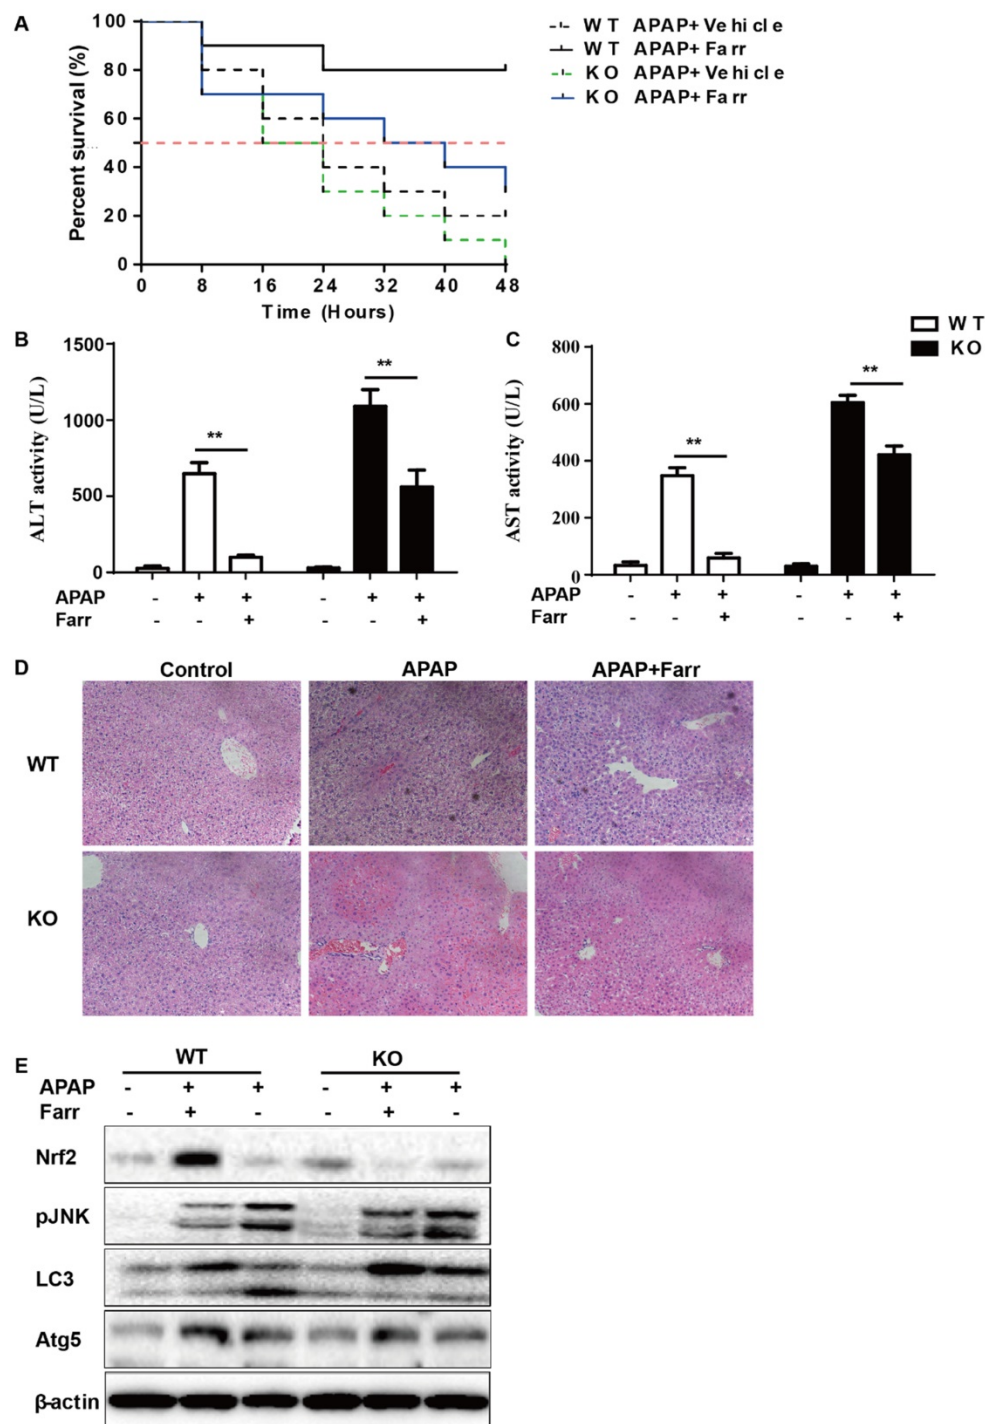 A
Percent survival (%)
100
80
60
40
20
0
0 8 16 24 32 40 48
Time (Hours)
WT APAP+Vehicle
WT APAP+Farr
KO APAP+Vehicle
KO APAP+Farr
B
ALT activity (U/L)
1500
1000
500
0
**
**
APAP - + + - + +
Farr - - + - - +
C
AST activity (U/L)
800
600
400
200
0
**
**
WT
KO
APAP - + + - + +
Farr - - + - - +
D
Control APAP APAP+Farr
WT
KO
E
WT KO
APAP - + + - + +
Farr - + - - + -
Nrf2
pJNK
LC3
Atg5
β-actin